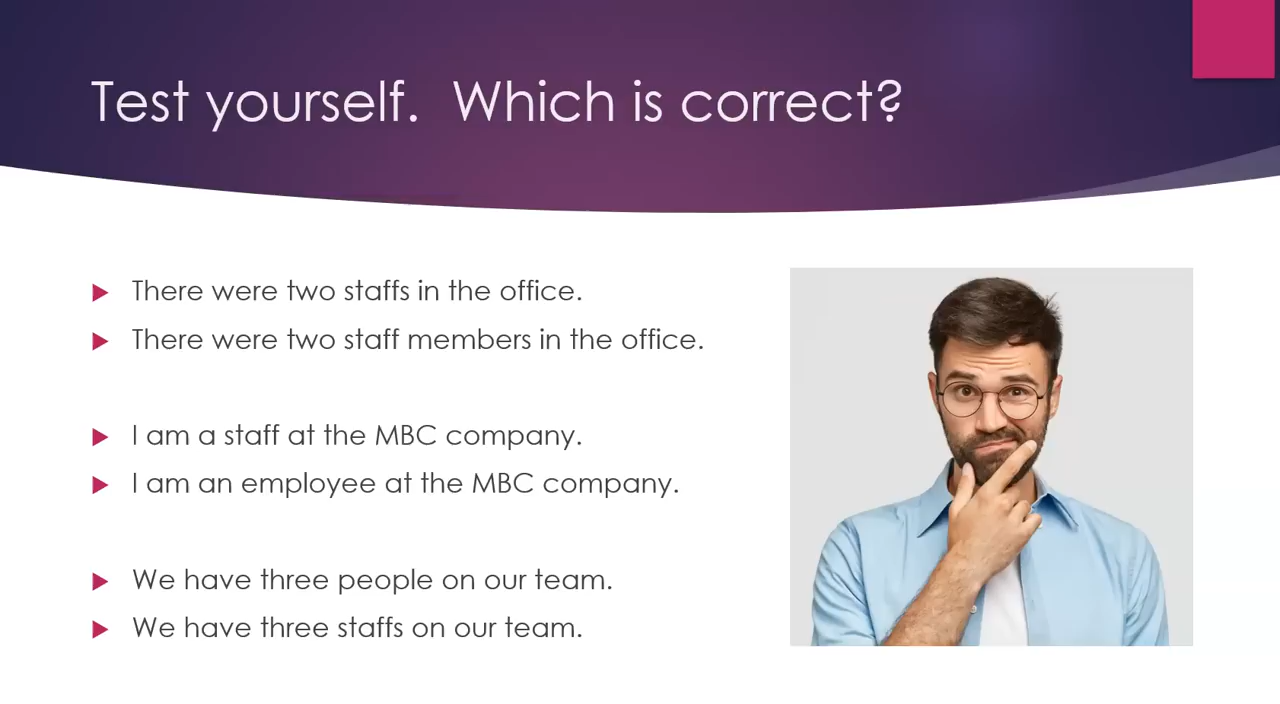 Test yourself.  Which is correct?
There were two staffs in the office.
There were two staff members in the office.
I am a staff at the MBC company.
I am an employee at the MBC company.
We have three people on our team.
We have three staffs on our team.